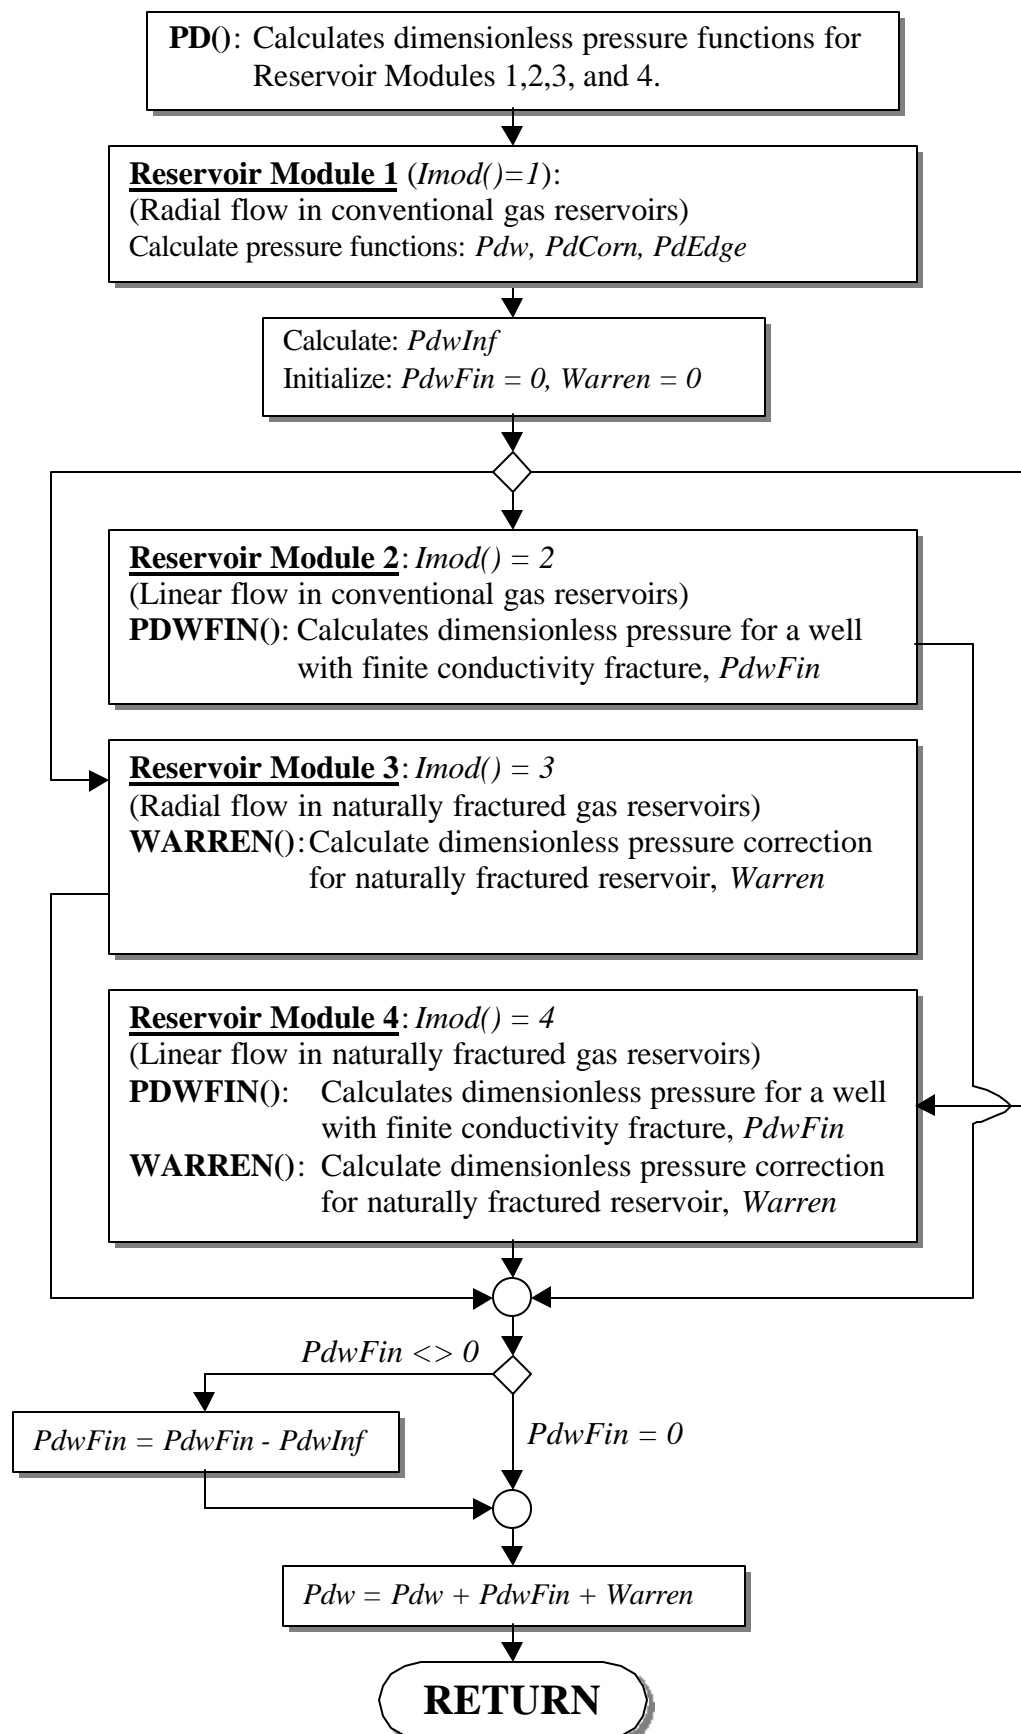 PD(): Calculates dimensionless pressure functions for
Reservoir Modules 1,2,3, and 4.
Reservoir Module 1 (Imod()=1):
(Radial flow in conventional gas reservoirs)
Calculate pressure functions: Pdw, PdCorn, PdEdge
Calculate: PdwInf
Initialize: PdwFin = 0, Warren = 0
Reservoir Module 2: Imod() = 2
(Linear flow in conventional gas reservoirs)
PDWFIN(): Calculates dimensionless pressure for a well
with finite conductivity fracture, PdwFin
Reservoir Module 3: Imod() = 3
(Radial flow in naturally fractured gas reservoirs)
WARREN(): Calculate dimensionless pressure correction
for naturally fractured reservoir, Warren
Reservoir Module 4: Imod() = 4
(Linear flow in naturally fractured gas reservoirs)
PDWFIN(): Calculates dimensionless pressure for a well
with finite conductivity fracture, PdwFin
WARREN(): Calculate dimensionless pressure correction
for naturally fractured reservoir, Warren
PdwFin <> 0
PdwFin = PdwFin - PdwInf
PdwFin = 0
Pdw = Pdw + PdwFin + Warren
RETURN